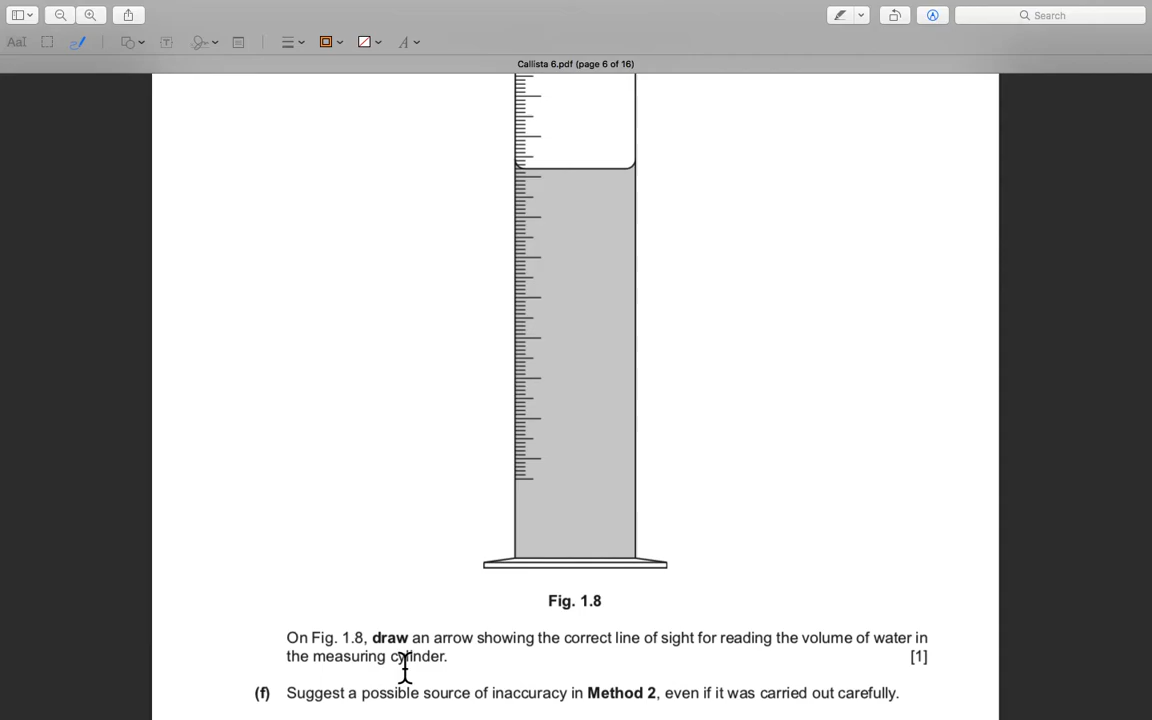 Search
AaI
T
A
A
Callista 6.pdf (page 6 of 16)
Fig. 1.8
On Fig. 1.8, draw an arrow showing the correct line of sight for reading the volume of water in
the measuring cylinder. [1]
(f) Suggest a possible source of inaccuracy in Method 2, even if it was carried out carefully.